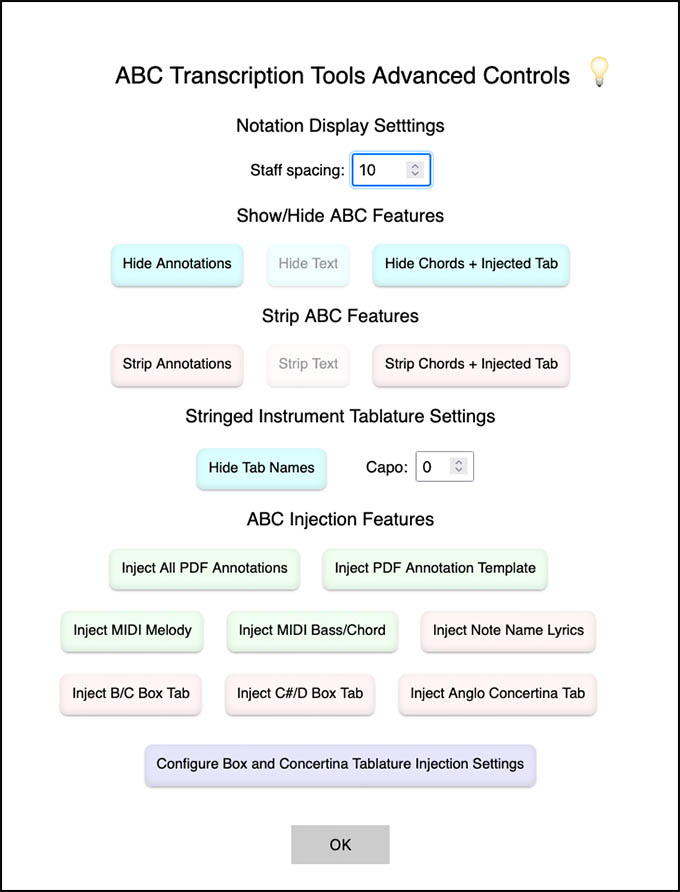 ABC Transcription Tools Advanced Controls
Notation Display Setttings
Staff spacing: 10
Show/Hide ABC Features
Hide Annotations Hide Text Hide Chords + Injected Tab
Strip ABC Features
Strip Annotations Strip Text Strip Chords + Injected Tab
Stringed Instrument Tablature Settings
Hide Tab Names Capo: 0
ABC Injection Features
Inject All PDF Annotations Inject PDF Annotation Template
Inject MIDI Melody Inject MIDI Bass/Chord Inject Note Name Lyrics
Inject B/C Box Tab Inject C#/D Box Tab Inject Anglo Concertina Tab
Configure Box and Concertina Tablature Injection Settings
OK